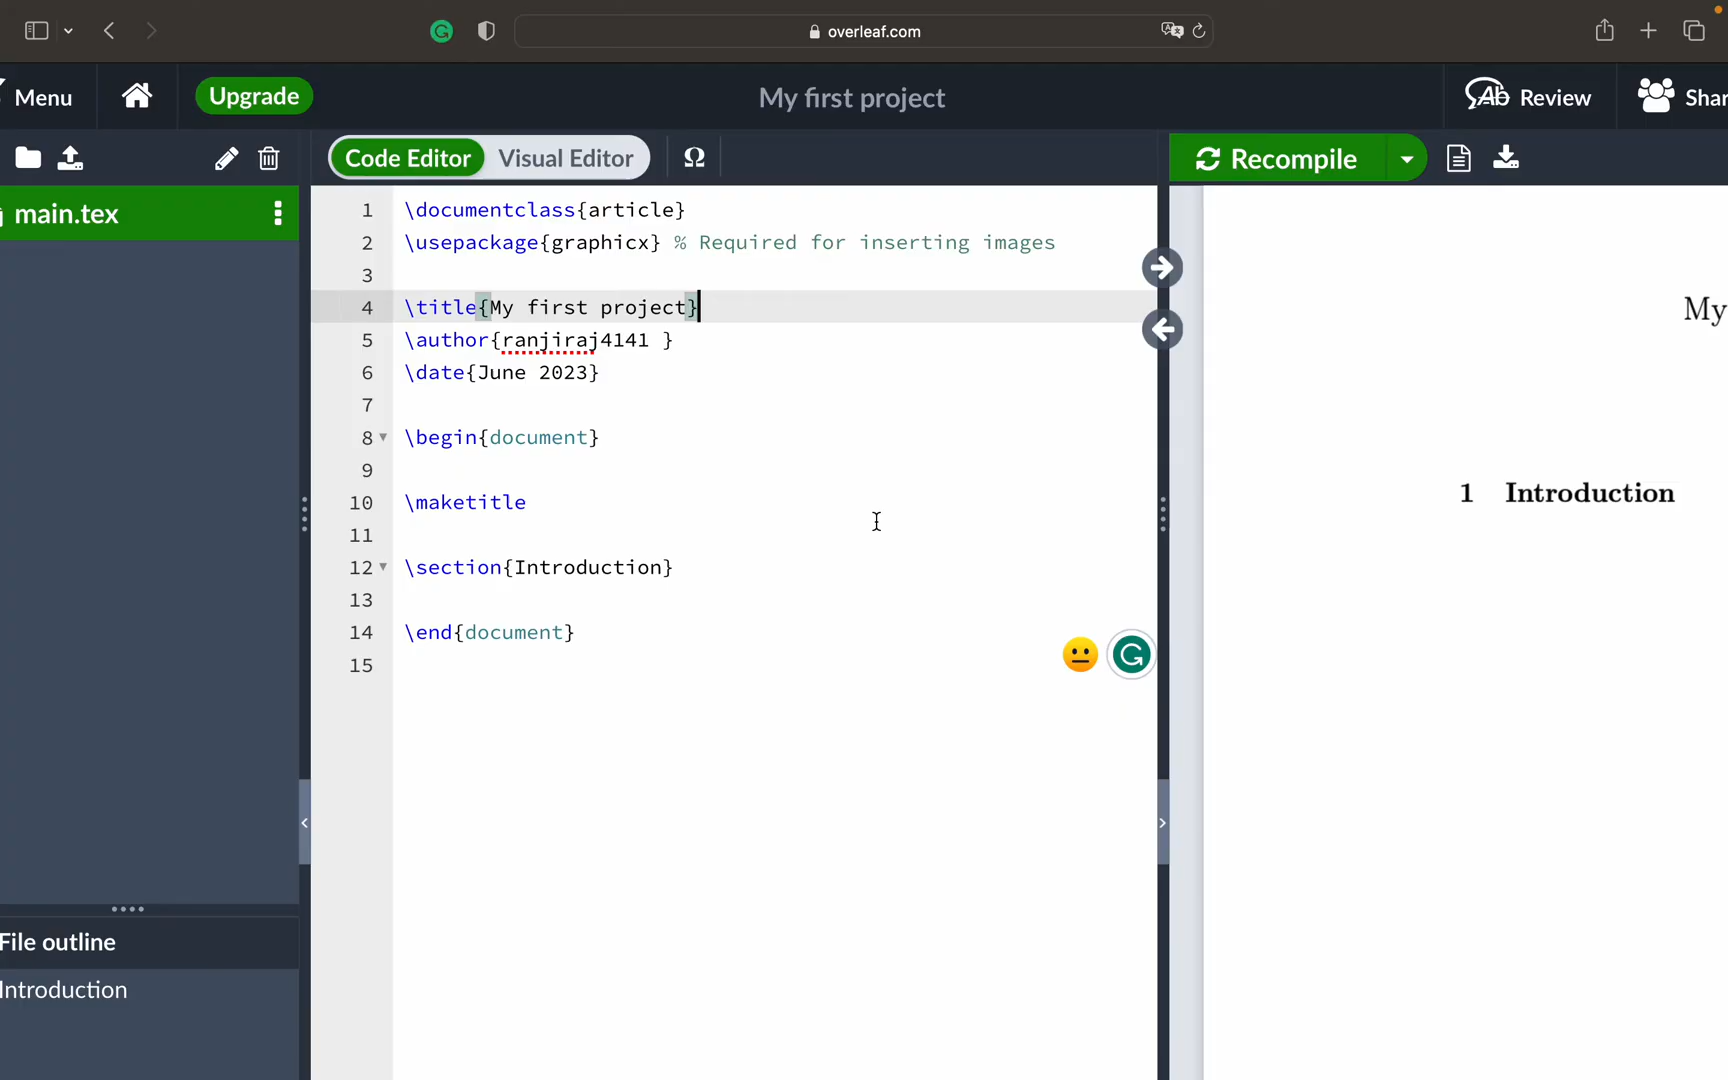 overleaf.com
Menu
Upgrade
My first project
Review
Shar
Code Editor
Visual Editor
Ω
Recompile
main.tex
1 \documentclass{article}
2 \usepackage{graphicx} % Required for inserting images
3
4 \title{My first project}
5 \author{ranjiraj4141 }
6 \date{June 2023}
7
8 \begin{document}
9
10 \maketitle
11
12 \section{Introduction}
13
14 \end{document}
15
My
1 Introduction
File outline
Introduction